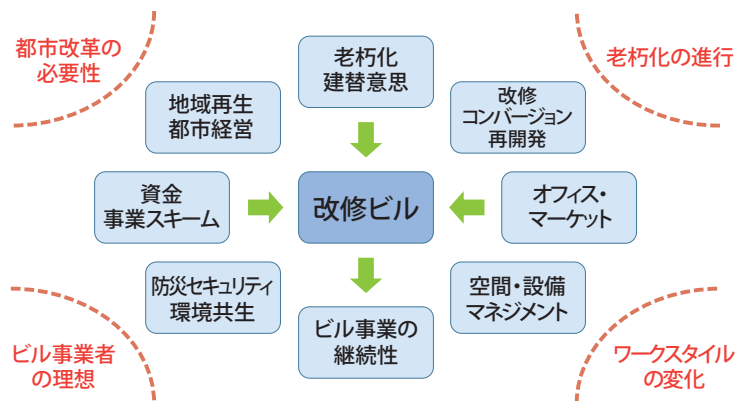 都市改革の
必要性
老朽化
建替意思
老朽化の進行
地域再生
都市経営
改修
コンバージョン
再開発
資金
事業スキーム
改修ビル
オフィス・
マーケット
防災セキュリティ
環境共生
空間・設備
マネジメント
ビル事業の
継続性
ビル事業者
の理想
ワークスタイル
の変化